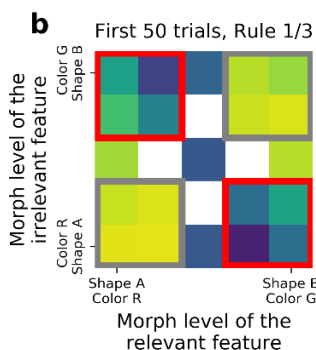 b
First 50 trials, Rule 1/3
Morph level of the
irrelevant feature
Color G
Shape B
Color R
Shape A
Shape A
Color R
Shape B
Color G
Morph level of the
relevant feature